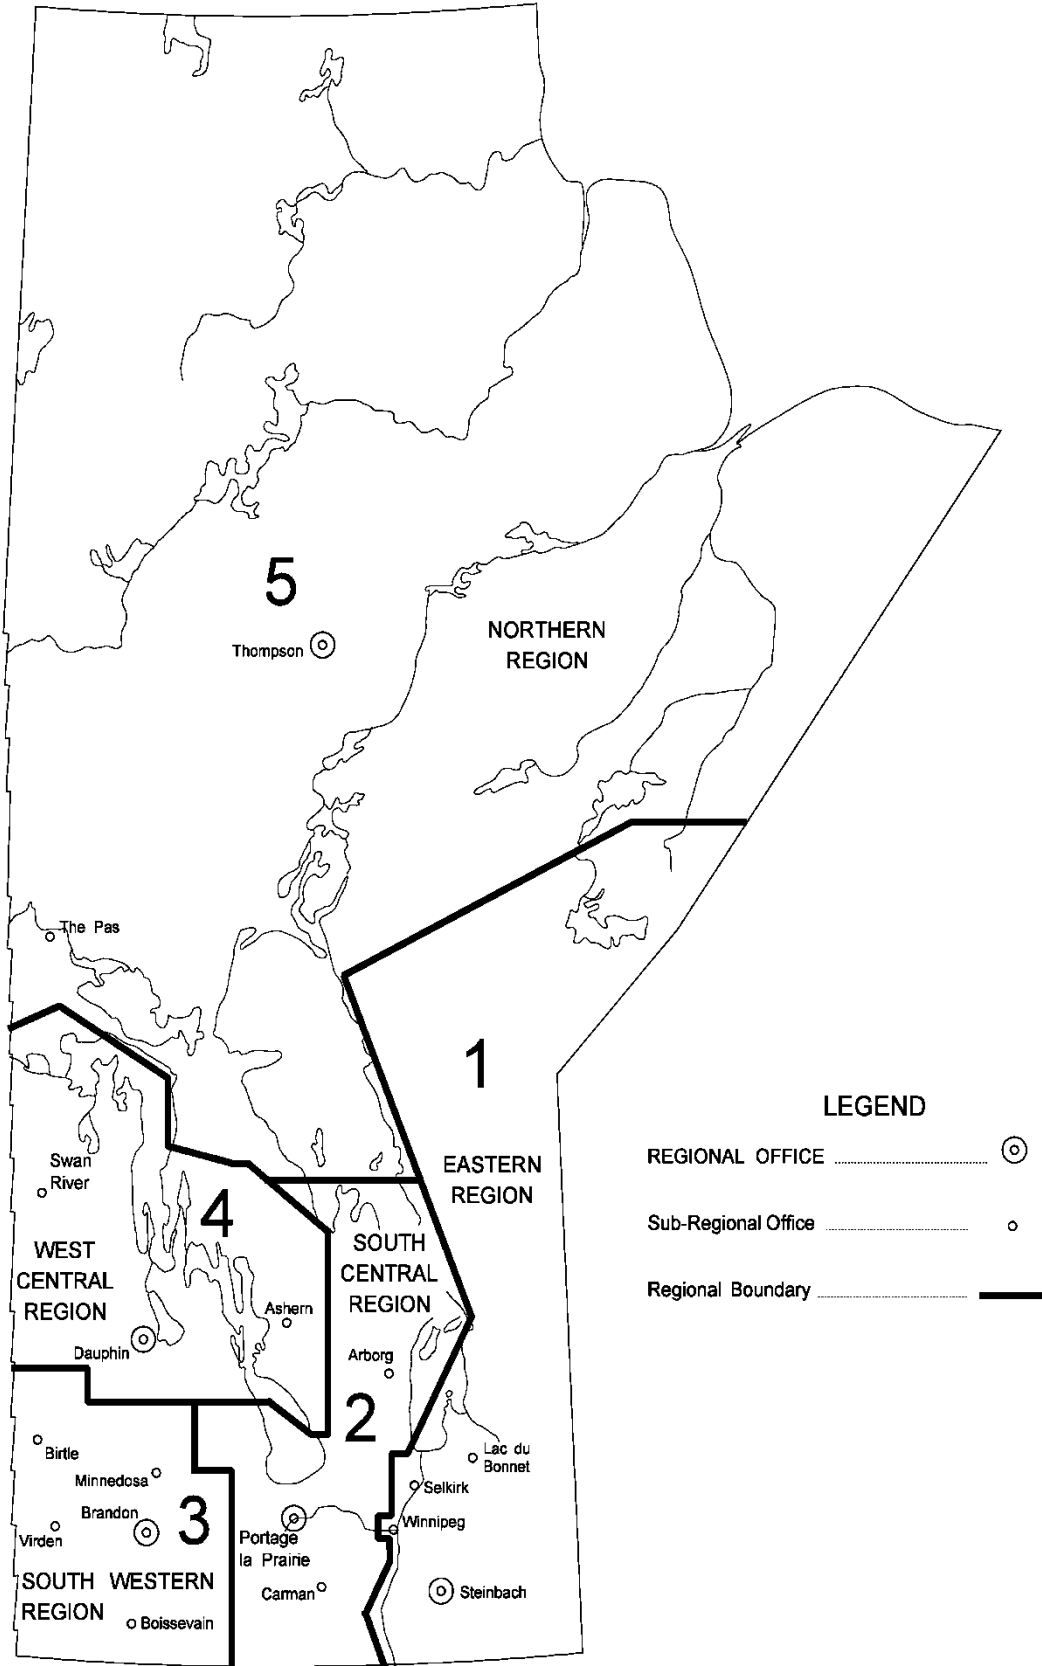 5
Thompson
NORTHERN
REGION
The Pas
1
EASTERN
REGION
LEGEND
REGIONAL OFFICE
Sub-Regional Office
Regional Boundary
Swan
River
4
WEST
CENTRAL
REGION
SOUTH
CENTRAL
REGION
Ashern
Dauphin
Arborg
2
Birtle
Minnedosa
Brandon
3
Virden
SOUTH WESTERN
REGION
Boissevain
Lac du
Bonnet
Selkirk
Winnipeg
Portage
la Prairie
Carman
Steinbach